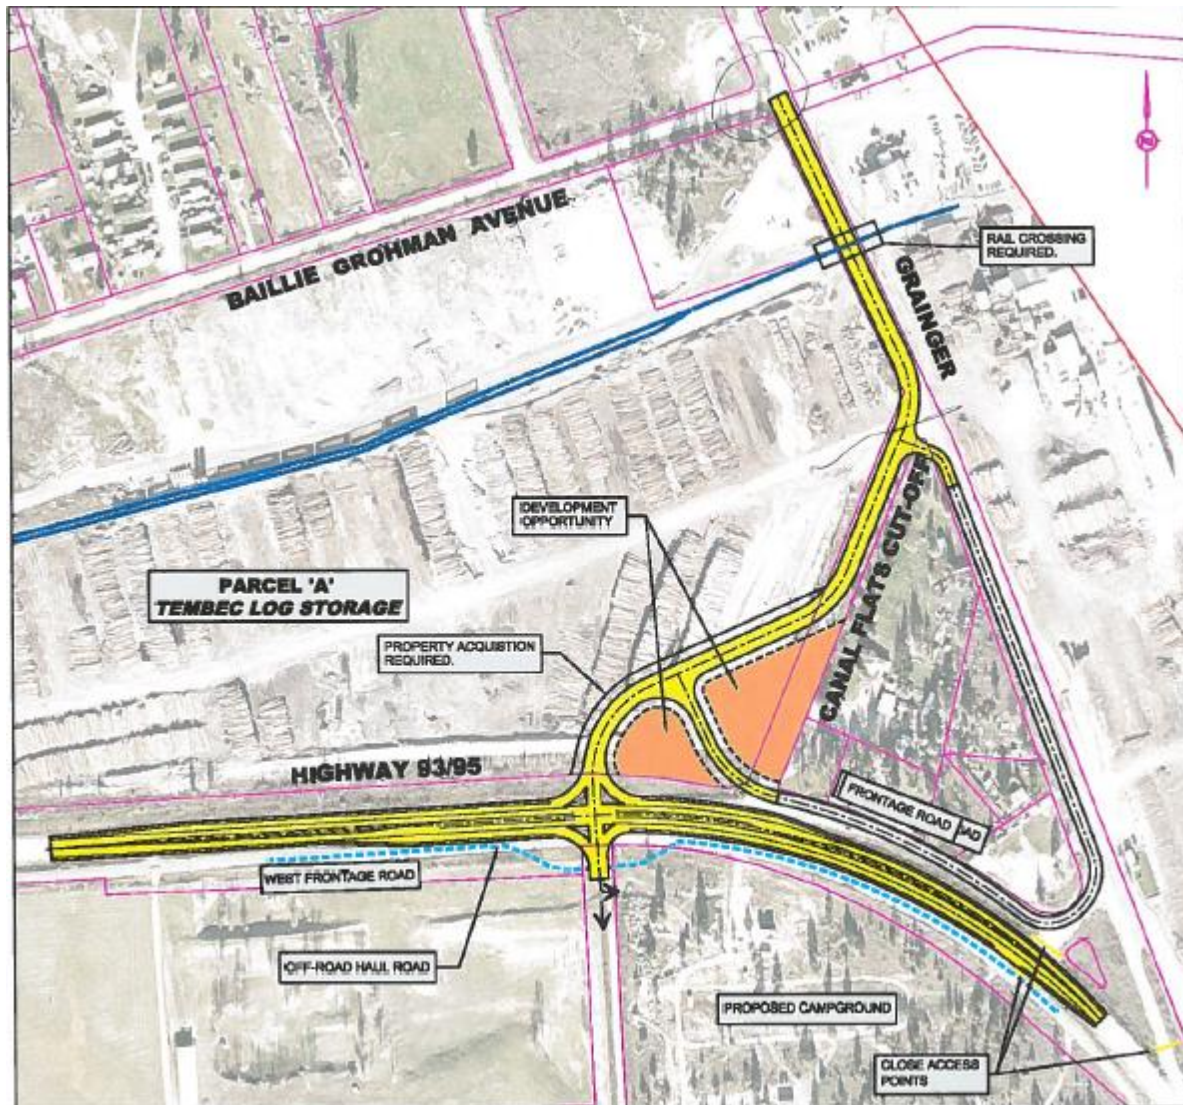 BAILLIE GROHMAN AVENUE
RAIL CROSSING
REQUIRED.
GRAINGER
DEVELOPMENT
OPPORTUNITY
CANAL FLATS CUT-OFF
PARCEL 'A'
TEMBEC LOG STORAGE
PROPERTY ACQUISTION
REQUIRED.
HIGHWAY 93/95
FRONTAGE ROAD
WEST FRONTAGE ROAD
OFF-ROAD HAUL ROAD
PROPOSED CAMPGROUND
CLOSE ACCESS
POINTS